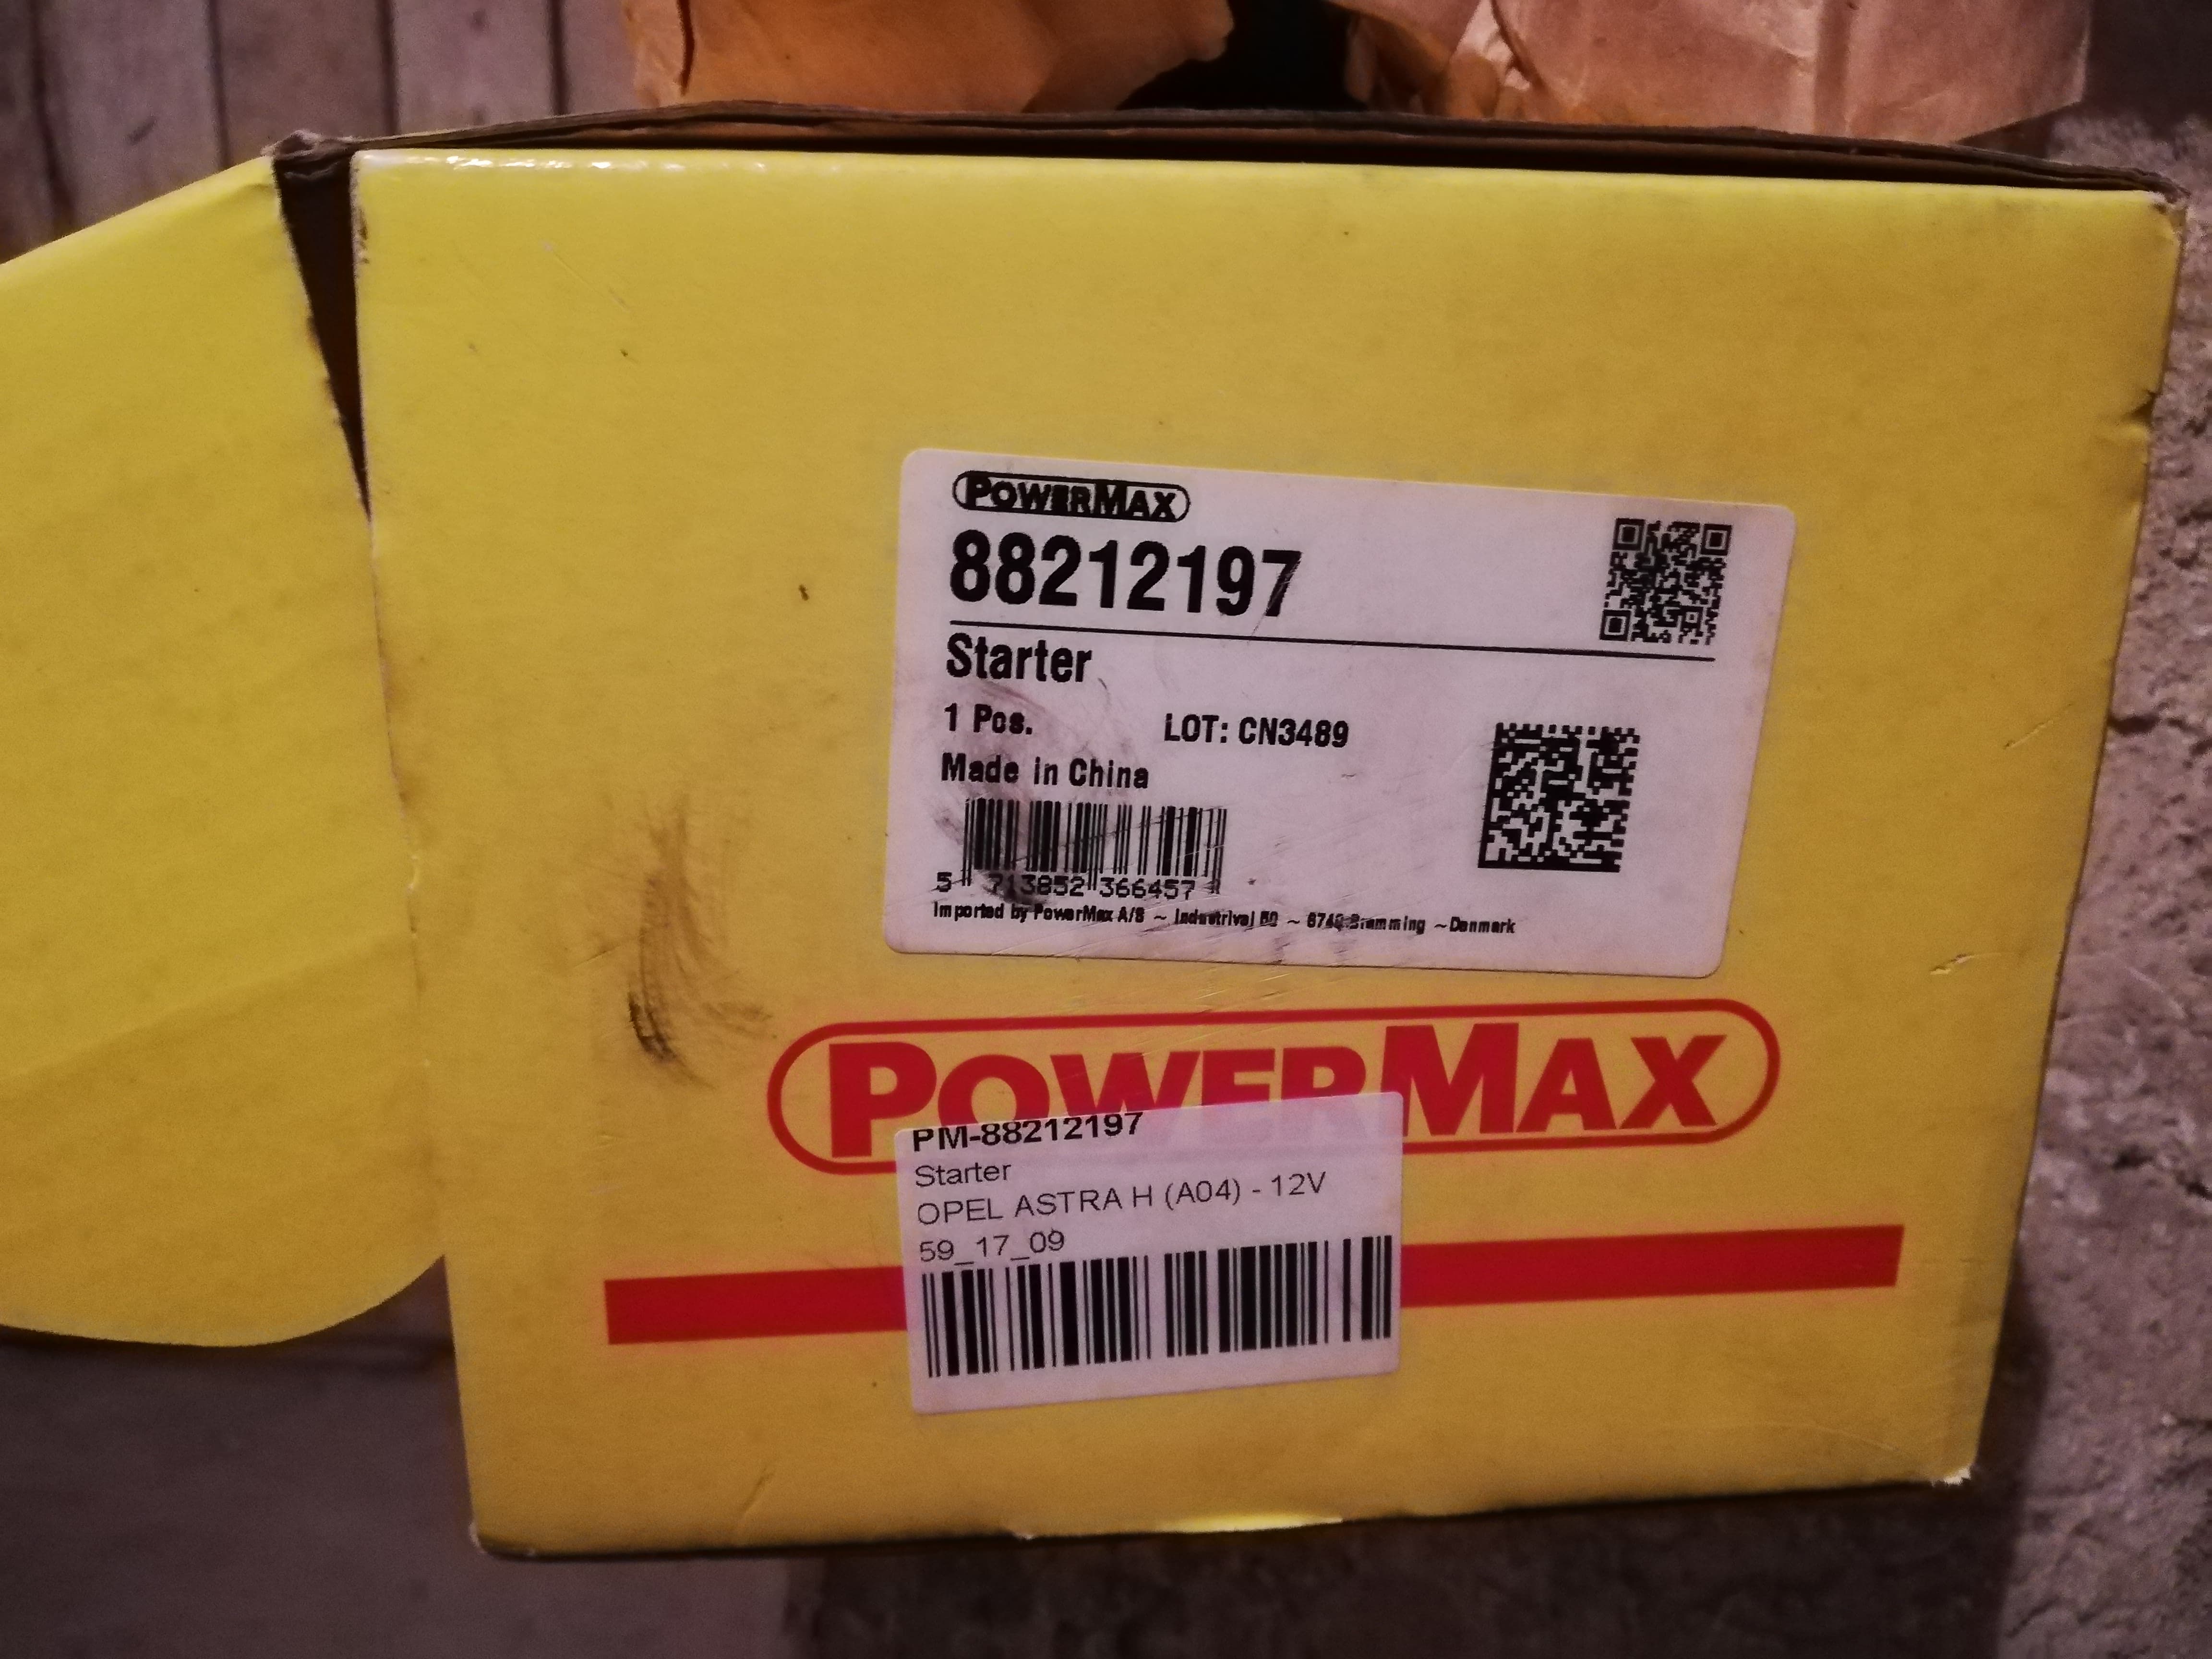 POWERMAX
88212197
Starter
1 Pcs. LOT: CN3489
Made in China
5 713852 366457
Imported by PowerMax A/S ~ Industrivej 50 ~ 6740 Bramming ~Denmark
POWERMAX
PM-88212197
Starter
OPEL ASTRA H (A04) - 12V
59_17_09